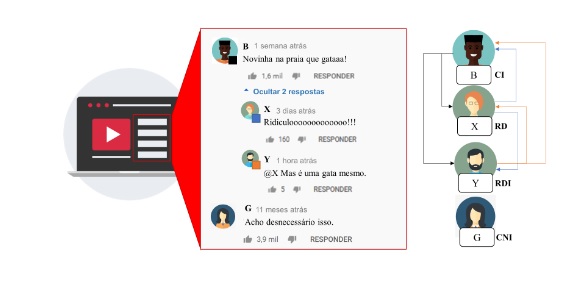 B 1 semana atrás
Novinha na praia que gataaa!
1,6 mil RESPONDER
Ocultar 2 respostas
X 3 dias atrás
Ridiculoooooooooooo!!!
160 RESPONDER
Y 1 hora atrás
@X Mas é uma gata mesmo.
5 RESPONDER
G 11 meses atrás
Acho desnecessário isso.
3,9 mil RESPONDER
B CI
X RD
Y RDI
G CNI